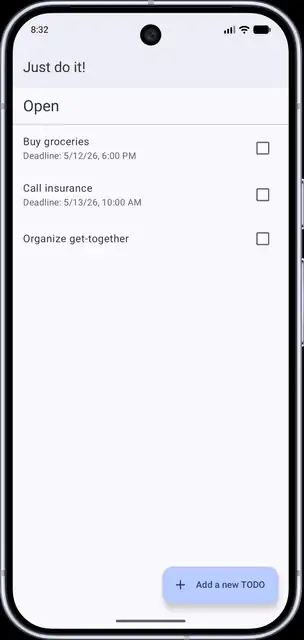 8:32
Just do it!
Open
Buy groceries
Deadline: 5/12/26, 6:00 PM
Call insurance
Deadline: 5/13/26, 10:00 AM
Organize get-together
Add a new TODO